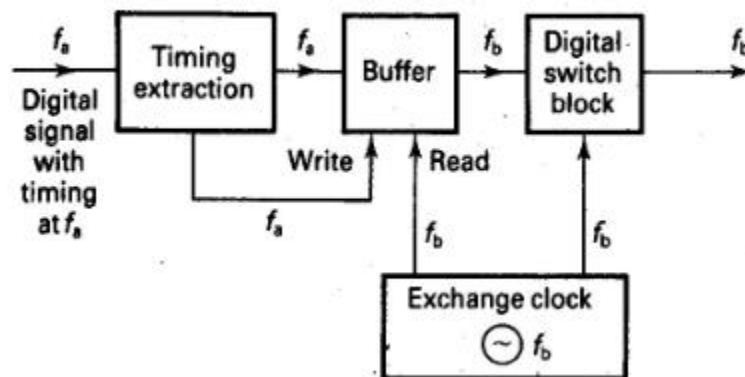 fa
Digital
signal
with
timing
at fa
Timing
extraction
fa
Buffer
fb
Digital
switch
block
fb
Write
Read
fa
fb
fb
Exchange clock
~ fb